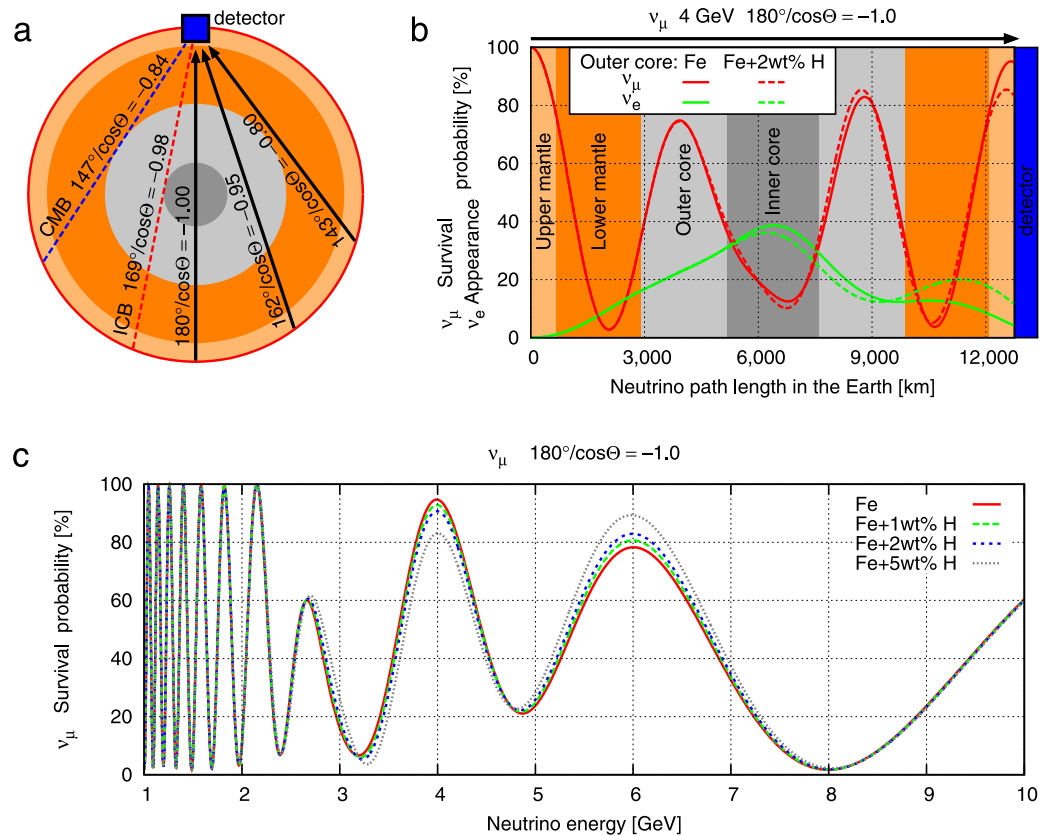 a
detector
CMB 147°/cosΘ = −0.84
ICB 169°/cosΘ = −0.98
180°/cosΘ = −1.00
162°/cosΘ = −0.95
143°/cosΘ = −0.80
b
νμ 4 GeV 180°/cosΘ = −1.0
Outer core: Fe Fe+2wt% H
νμ
νe
νμ Survival probability [%]
νe Appearance
100
80
60
40
20
0
Upper mantle
Lower mantle
Outer core
Inner core
detector
0 3,000 6,000 9,000 12,000
Neutrino path length in the Earth [km]
c
νμ 180°/cosΘ = −1.0
νμ Survival probability [%]
100
80
60
40
20
0
Fe
Fe+1wt% H
Fe+2wt% H
Fe+5wt% H
1 2 3 4 5 6 7 8 9 10
Neutrino energy [GeV]